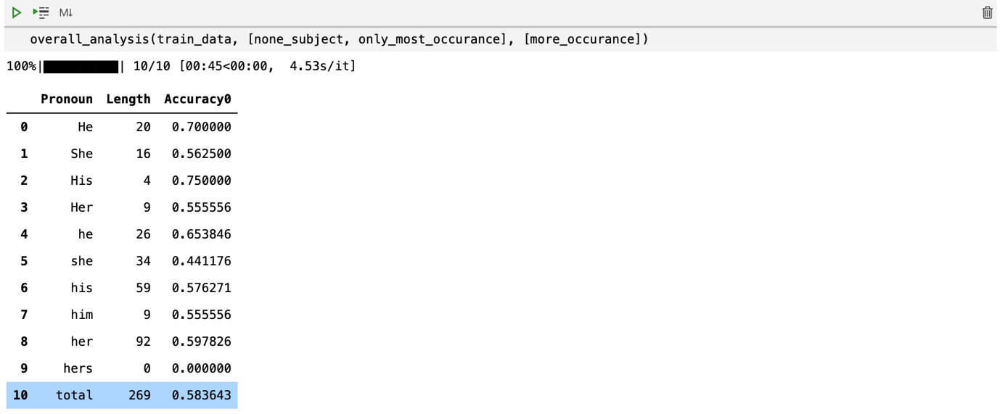 M↓
overall_analysis(train_data, [none_subject, only_most_occurance], [more_occurance])
100%|██████████| 10/10 [00:45<00:00, 4.53s/it]
Pronoun Length Accuracy0
0 He 20 0.700000
1 She 16 0.562500
2 His 4 0.750000
3 Her 9 0.555556
4 he 26 0.653846
5 she 34 0.441176
6 his 59 0.576271
7 him 9 0.555556
8 her 92 0.597826
9 hers 0 0.000000
10 total 269 0.583643